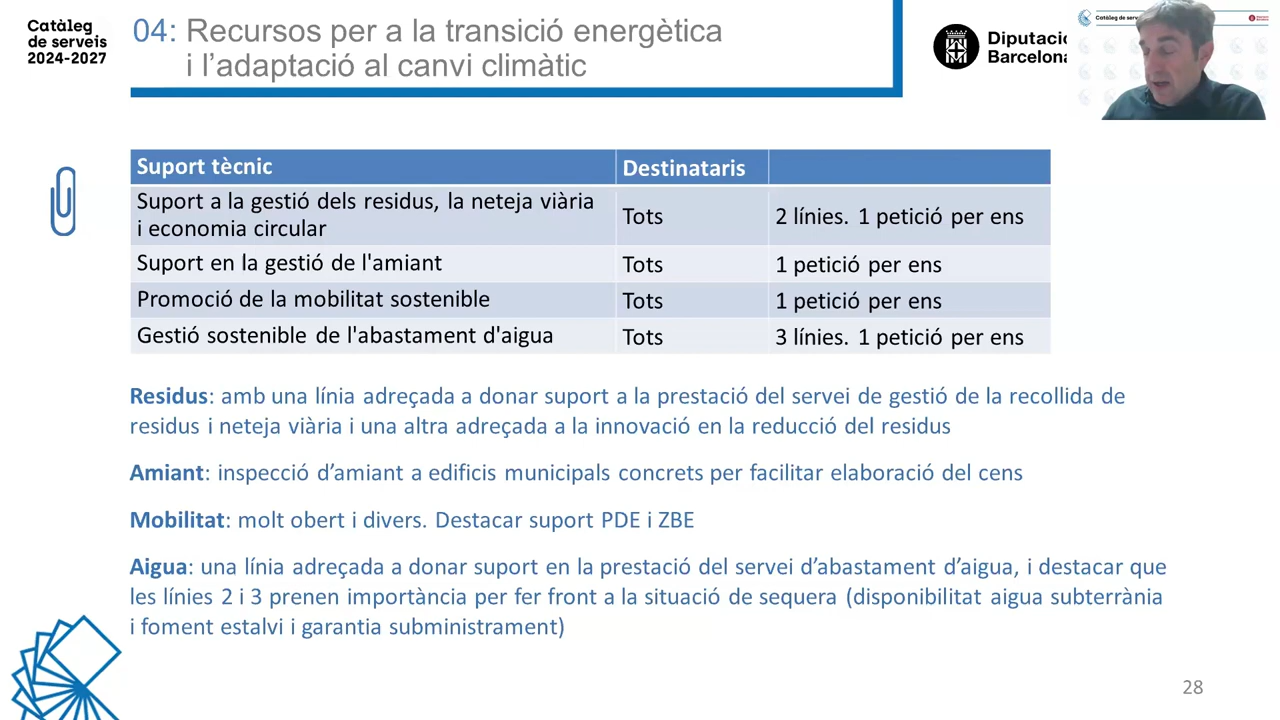 Catàleg
de serveis
2024-2027
04: Recursos per a la transició energètica
i l’adaptació al canvi climàtic
Diputació
Barcelona
Catàleg de serv
Suport tècnic Destinataris
Suport a la gestió dels residus, la neteja viària
i economia circular
Tots
2 línies. 1 petició per ens
Suport en la gestió de l'amiant Tots 1 petició per ens
Promoció de la mobilitat sostenible Tots 1 petició per ens
Gestió sostenible de l'abastament d'aigua Tots 3 línies. 1 petició per ens
Residus: amb una línia adreçada a donar suport a la prestació del servei de gestió de la recollida de
residus i neteja viària i una altra adreçada a la innovació en la reducció del residus
Amiant: inspecció d’amiant a edificis municipals concrets per facilitar elaboració del cens
Mobilitat: molt obert i divers. Destacar suport PDE i ZBE
Aigua: una línia adreçada a donar suport en la prestació del servei d’abastament d’aigua, i destacar que
les línies 2 i 3 prenen importància per fer front a la situació de sequera (disponibilitat aigua subterrània
i foment estalvi i garantia subministrament)
28